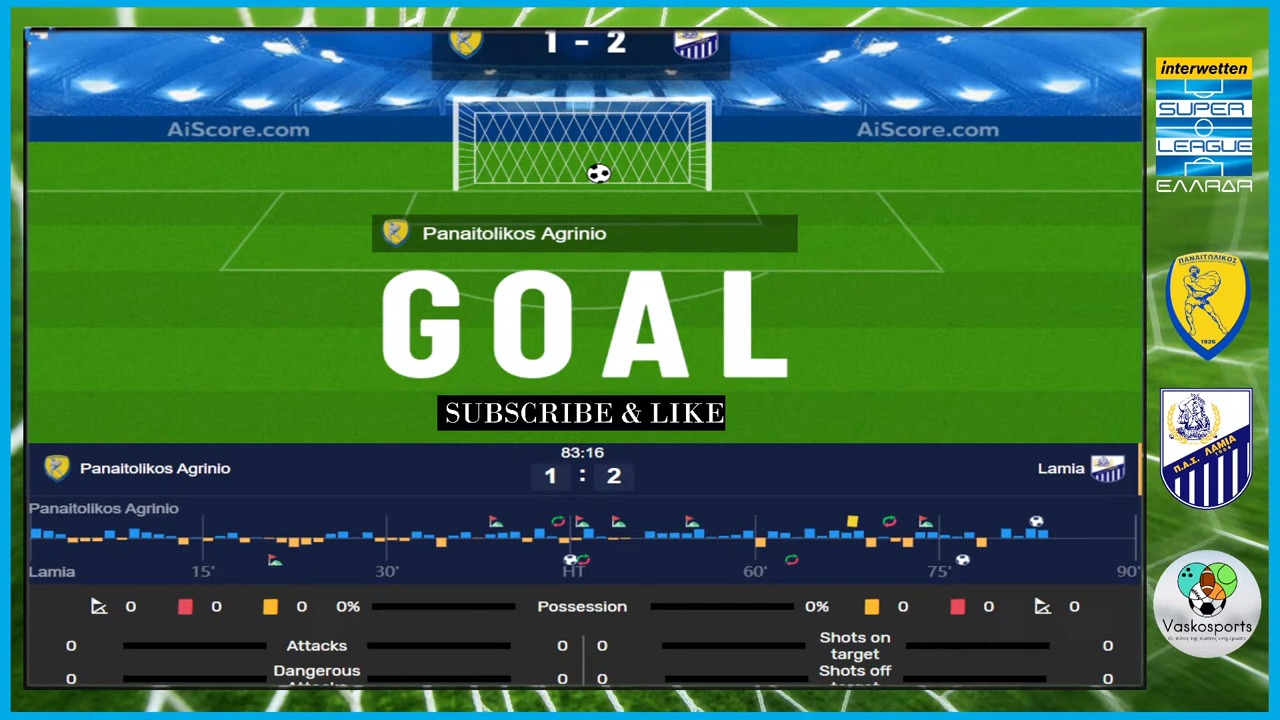 1 - 2
AiScore.com AiScore.com
Panaitolikos Agrinio
GOAL
SUBSCRIBE & LIKE
83:16
Panaitolikos Agrinio 1 : 2 Lamia
Panaitolikos Agrinio
Lamia 15' 30' HT 60' 75' 90'
0 0 0 0% Possession 0% 0 0 0
0 Attacks 0 0 Shots on target 0
0 Dangerous Attacks 0 0 Shots off target 0
interwetten
SUPER
LEAGUE
ΕΛΛΑΔΑ
ΠΑΝΑΙΤΩΛΙΚΟΣ
1926
Π.Α.Σ. ΛΑΜΙΑ
1964
Vaskosports